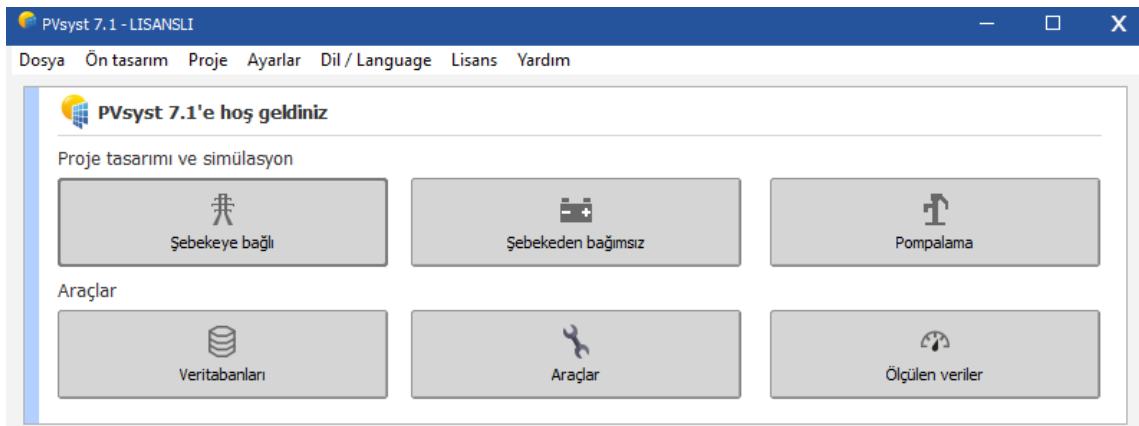 PVsyst 7.1 - LISANSLI
Dosya Ön tasarım Proje Ayarlar Dil / Language Lisans Yardım
PVsyst 7.1'e hoş geldiniz
Proje tasarımı ve simülasyon
Şebekeye bağlı Şebekeden bağımsız Pompalama
Araçlar
Veritabanları Araçlar Ölçülen veriler